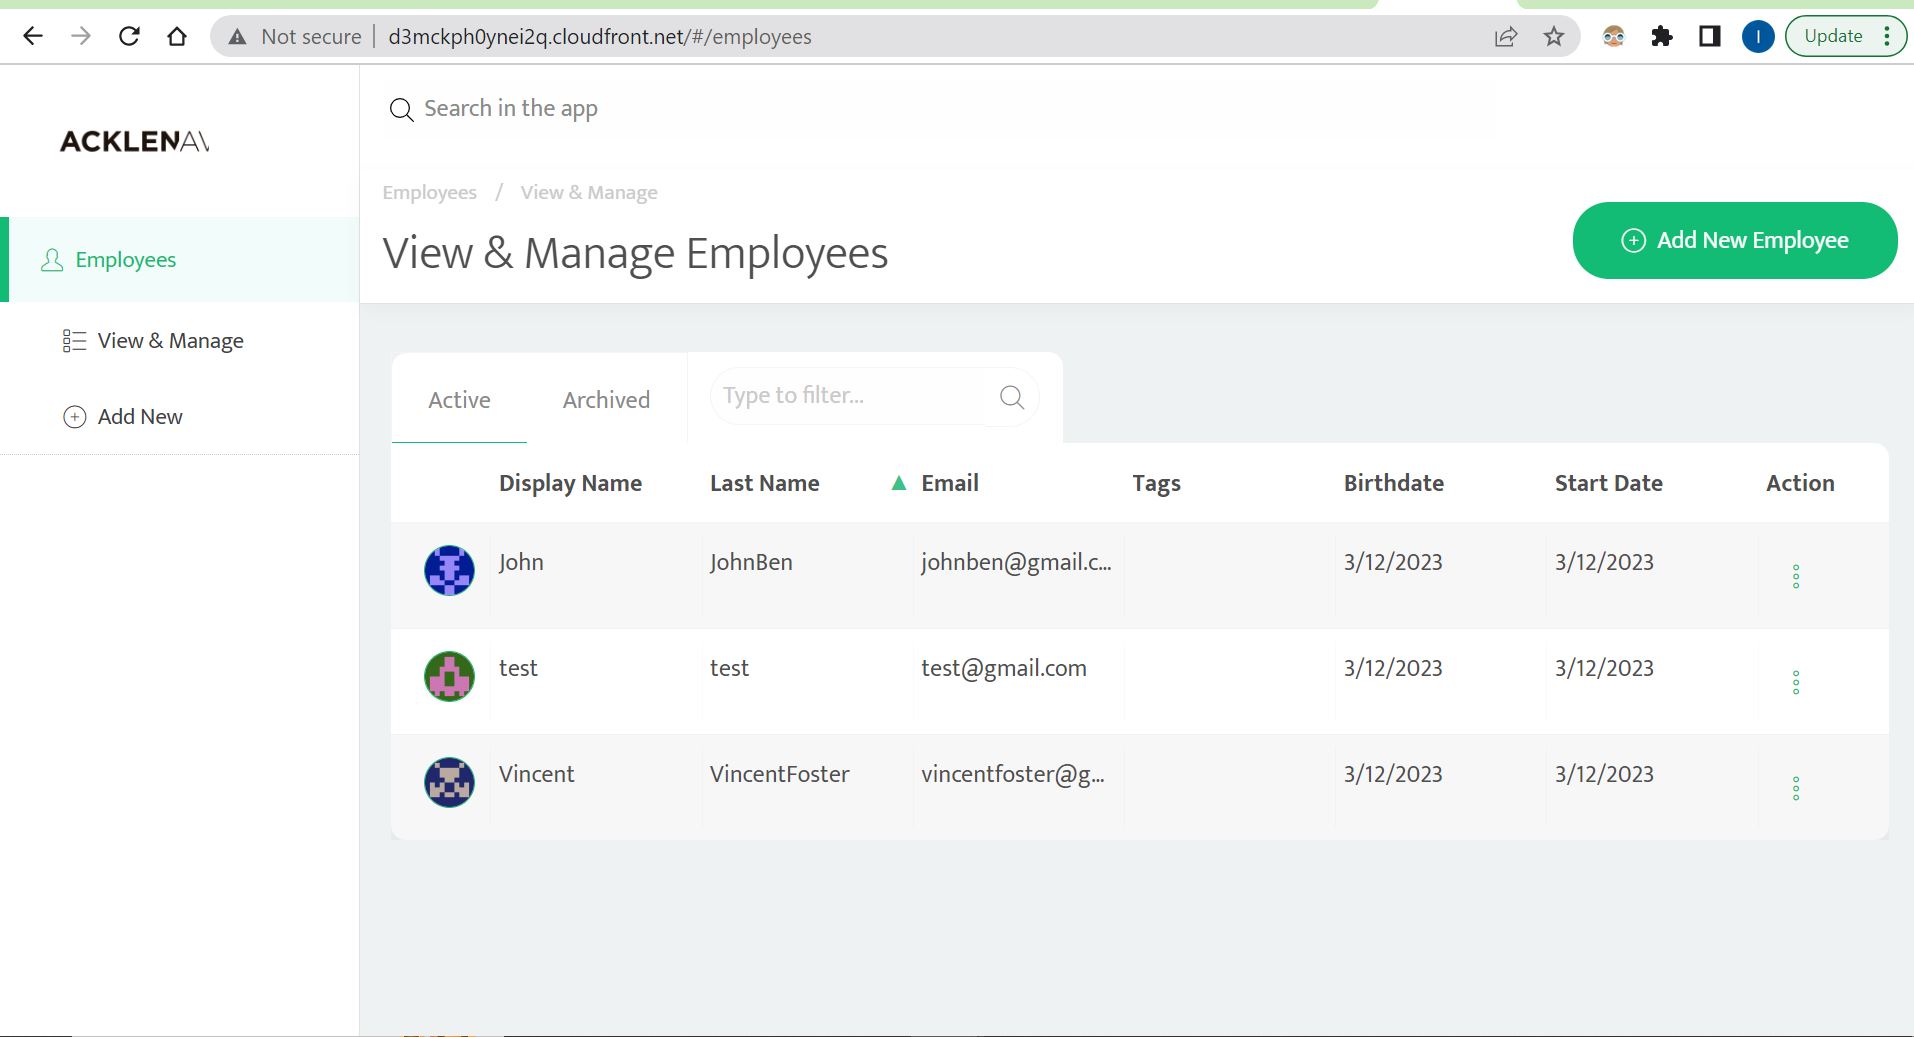 Not secure d3mckph0ynei2q.cloudfront.net/#/employees I Update
Search in the app
ACKLENAV
Employees / View & Manage
View & Manage Employees
Add New Employee
Employees
View & Manage
Add New
Active Archived Type to filter...
Display Name Last Name ▲ Email Tags Birthdate Start Date Action
John JohnBen johnben@gmail.c... 3/12/2023 3/12/2023
test test test@gmail.com 3/12/2023 3/12/2023
Vincent VincentFoster vincentfoster@g... 3/12/2023 3/12/2023